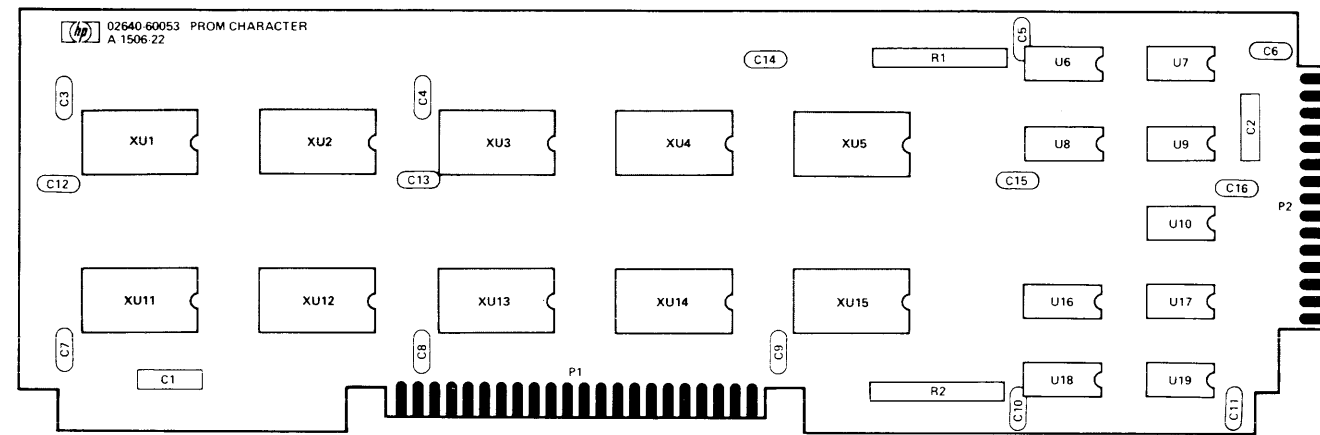 hp 02640-60053 PROM CHARACTER
A 1506-22
C5
C14
R1
U6
U7
C6
C3
C4
C2
XU1
XU2
XU3
XU4
XU5
U8
U9
C12
C13
C15
C16
P2
U10
XU11
XU12
XU13
XU14
XU15
U16
U17
C7
C8
C9
C1
P1
R2
U18
U19
C10
C11